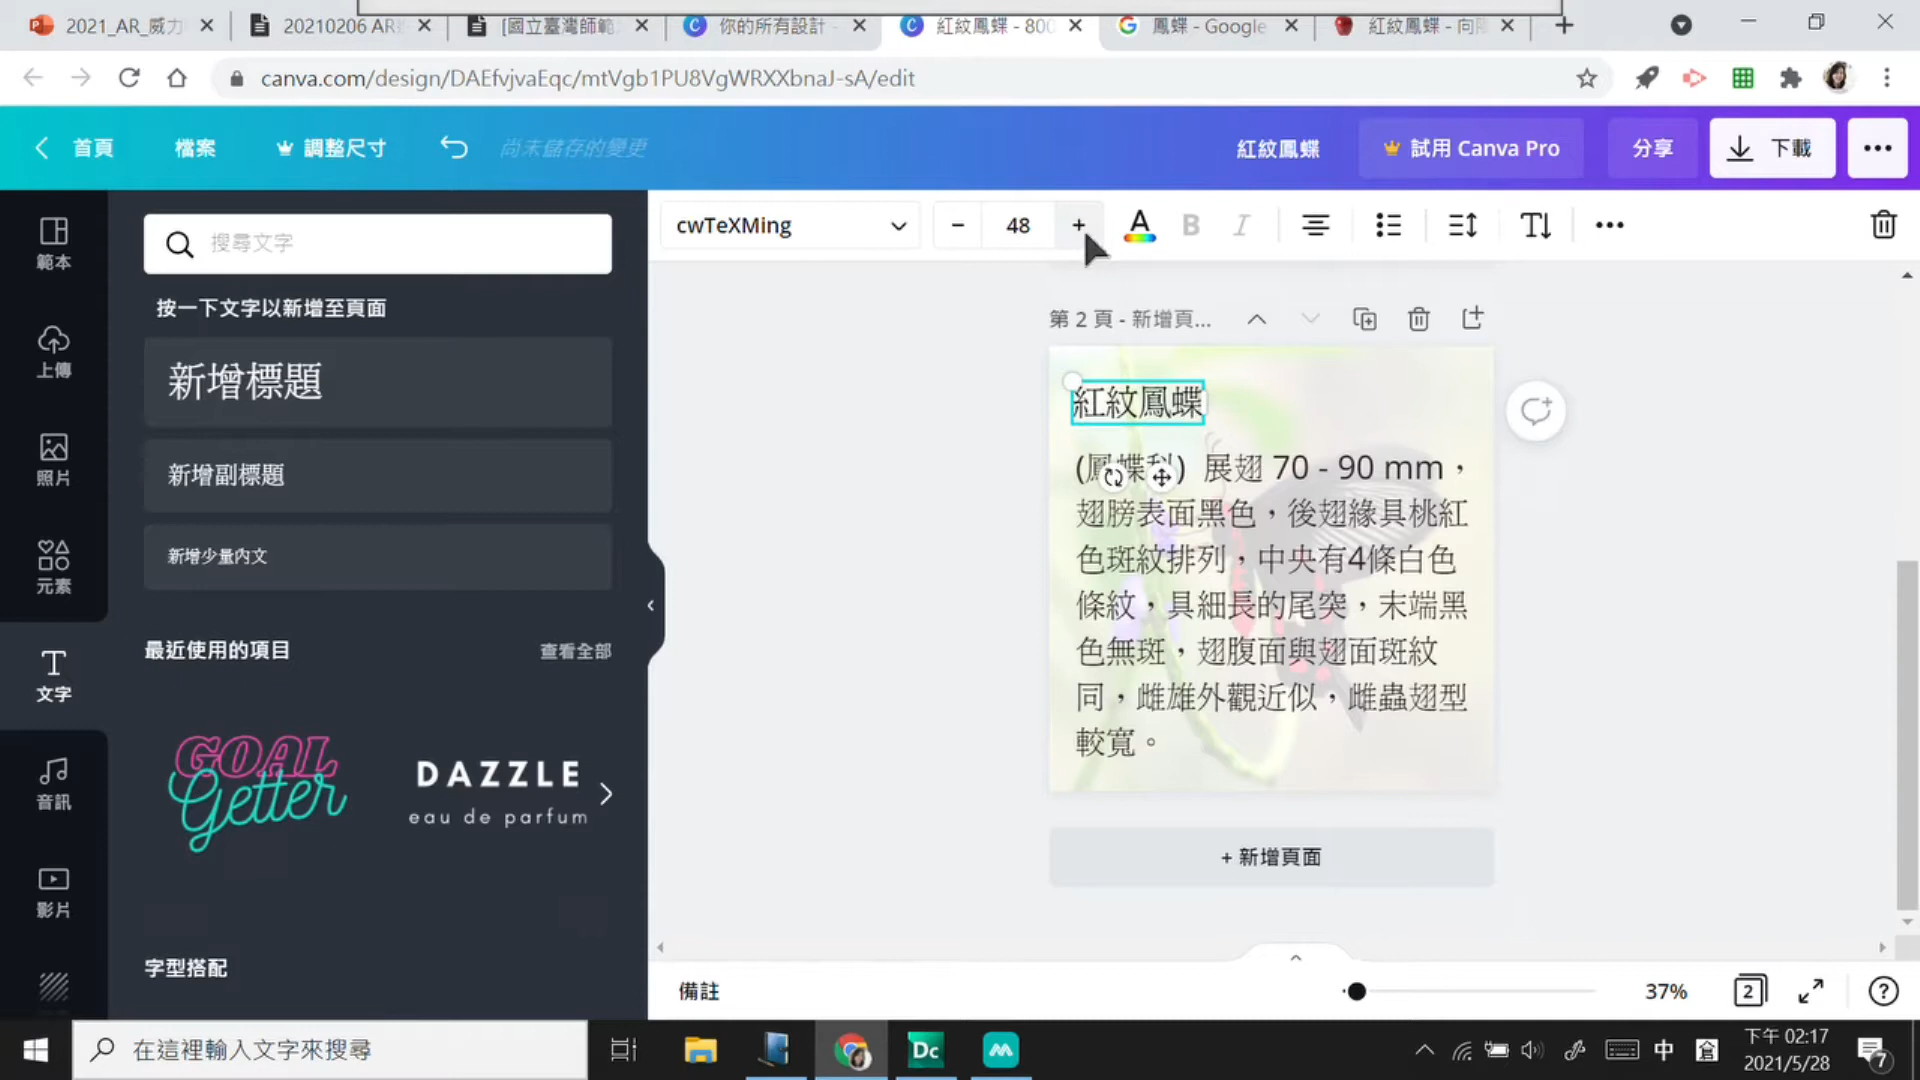 2021_AR_威力
20210206 AR
[國立臺灣師範
你的所有設計 -
紅紋鳳蝶 - 800
鳳蝶 - Google
紅紋鳳蝶 - 向陽
canva.com/design/DAEfvjvaEqc/mtVgb1PU8VgWRXXbnaJ-sA/edit
首頁
檔案
調整尺寸
尚未儲存的變更
紅紋鳳蝶
試用 Canva Pro
分享
下載
cwTeXMing
48
範本
上傳
照片
元素
文字
音訊
影片
搜尋文字
按一下文字以新增至頁面
新增標題
新增副標題
新增少量內文
最近使用的項目
查看全部
GOAL
Getter
DAZZLE
eau de parfum
字型搭配
第 2 頁 - 新增頁...
紅紋鳳蝶
(鳳蝶科) 展翅 70 - 90 mm，
翅膀表面黑色，後翅緣具桃紅
色斑紋排列，中央有4條白色
條紋，具細長的尾突，末端黑
色無斑，翅腹面與翅面斑紋
同，雌雄外觀近似，雌蟲翅型
較寬。
+ 新增頁面
備註
37%
2
在這裡輸入文字來搜尋
Dc
中
倉
下午 02:17
2021/5/28
7